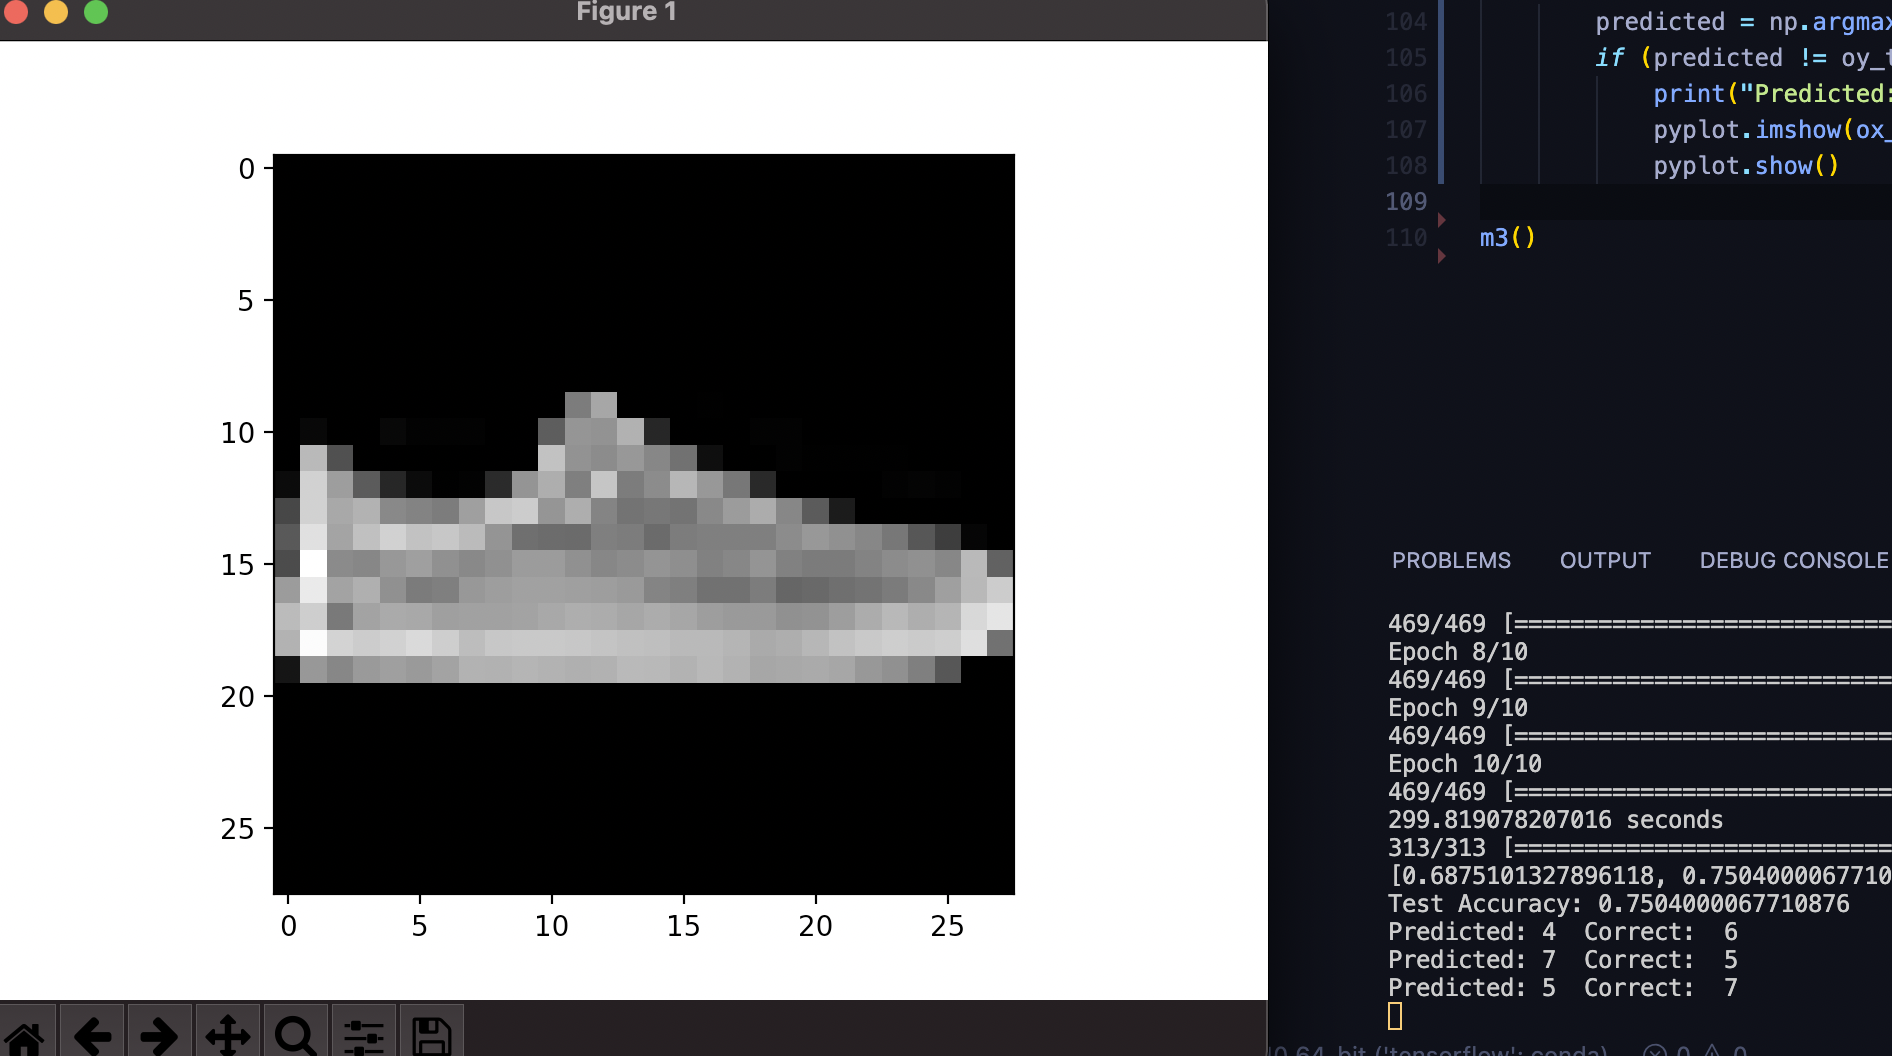 Figure 1
0
5
10
15
20
25
0 5 10 15 20 25
104 predicted = np.argmax
105 if (predicted != oy_t
106 print("Predicted:
107 pyplot.imshow(ox_
108 pyplot.show()
109
110 m3()
PROBLEMS OUTPUT DEBUG CONSOLE
469/469 [===========================
Epoch 8/10
469/469 [===========================
Epoch 9/10
469/469 [===========================
Epoch 10/10
469/469 [===========================
299.819078207016 seconds
313/313 [===========================
[0.6875101327896118, 0.7504000067710
Test Accuracy: 0.7504000067710876
Predicted: 4 Correct: 6
Predicted: 7 Correct: 5
Predicted: 5 Correct: 7
64-bit ('tensorflow': conda) 0 0